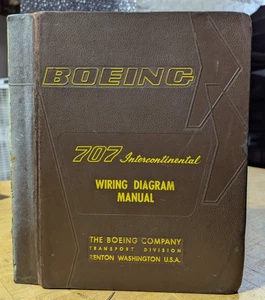 BOEING
707 Intercontinental
WIRING DIAGRAM
MANUAL
THE BOEING COMPANY
TRANSPORT DIVISION
RENTON WASHINGTON U.S.A.